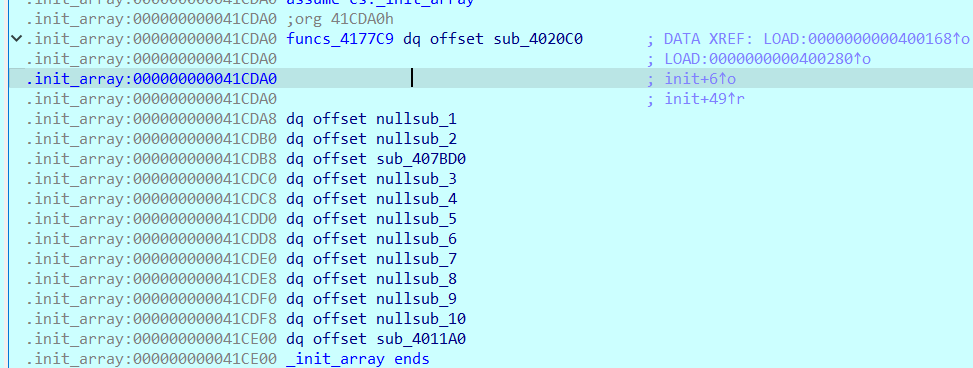 .init_array:000000000041CDA0 assume cs:_init_array
.init_array:000000000041CDA0 ;org 41CDA0h
.init_array:000000000041CDA0 funcs_4177C9 dq offset sub_4020C0 ; DATA XREF: LOAD:0000000000400168↑o
.init_array:000000000041CDA0 ; LOAD:0000000000400280↑o
.init_array:000000000041CDA0 ; init+6↑o
.init_array:000000000041CDA0 ; init+49↑r
.init_array:000000000041CDA8 dq offset nullsub_1
.init_array:000000000041CDB0 dq offset nullsub_2
.init_array:000000000041CDB8 dq offset sub_407BD0
.init_array:000000000041CDC0 dq offset nullsub_3
.init_array:000000000041CDC8 dq offset nullsub_4
.init_array:000000000041CDD0 dq offset nullsub_5
.init_array:000000000041CDD8 dq offset nullsub_6
.init_array:000000000041CDE0 dq offset nullsub_7
.init_array:000000000041CDE8 dq offset nullsub_8
.init_array:000000000041CDF0 dq offset nullsub_9
.init_array:000000000041CDF8 dq offset nullsub_10
.init_array:000000000041CE00 dq offset sub_4011A0
.init_array:000000000041CE00 _init_array ends